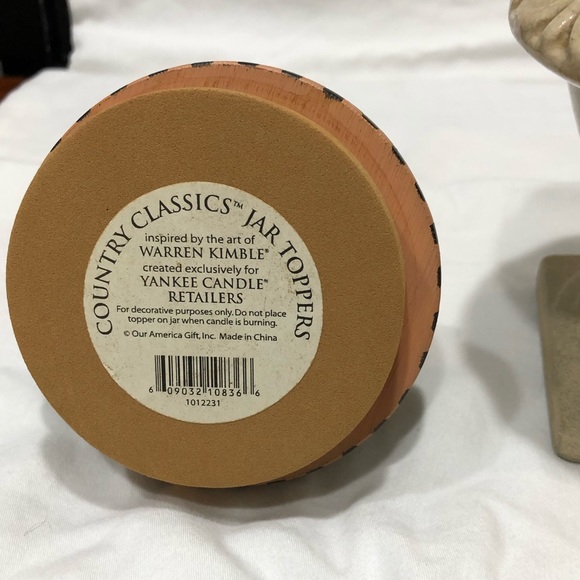 COUNTRY CLASSICS™ JAR TOPPERS
inspired by the art of
WARREN KIMBLE®
created exclusively for
YANKEE CANDLE®
RETAILERS
For decorative purposes only. Do not place
topper on jar when candle is burning.
© Our America Gift, Inc. Made in China
6 09032 10836 6
1012231